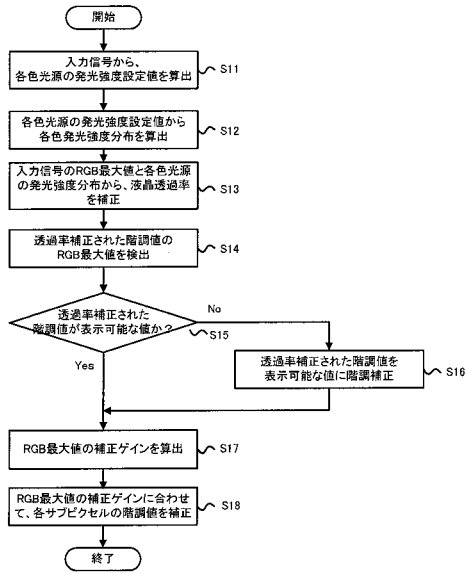 開始
入力信号から、
各色光源の発光強度設定値を算出
S11
各色光源の発光強度設定値から
各色発光強度分布を算出
S12
入力信号のRGB最大値と各色光源
の発光強度分布から、液晶透過率
を補正
S13
透過率補正された階調値の
RGB最大値を検出
S14
透過率補正された
階調値が表示可能な値か?
S15
No
Yes
透過率補正された階調値を
表示可能な値に階調補正
S16
RGB最大値の補正ゲインを算出
S17
RGB最大値の補正ゲインに合わせ
て、各サブピクセルの階調値を補正
S18
終了